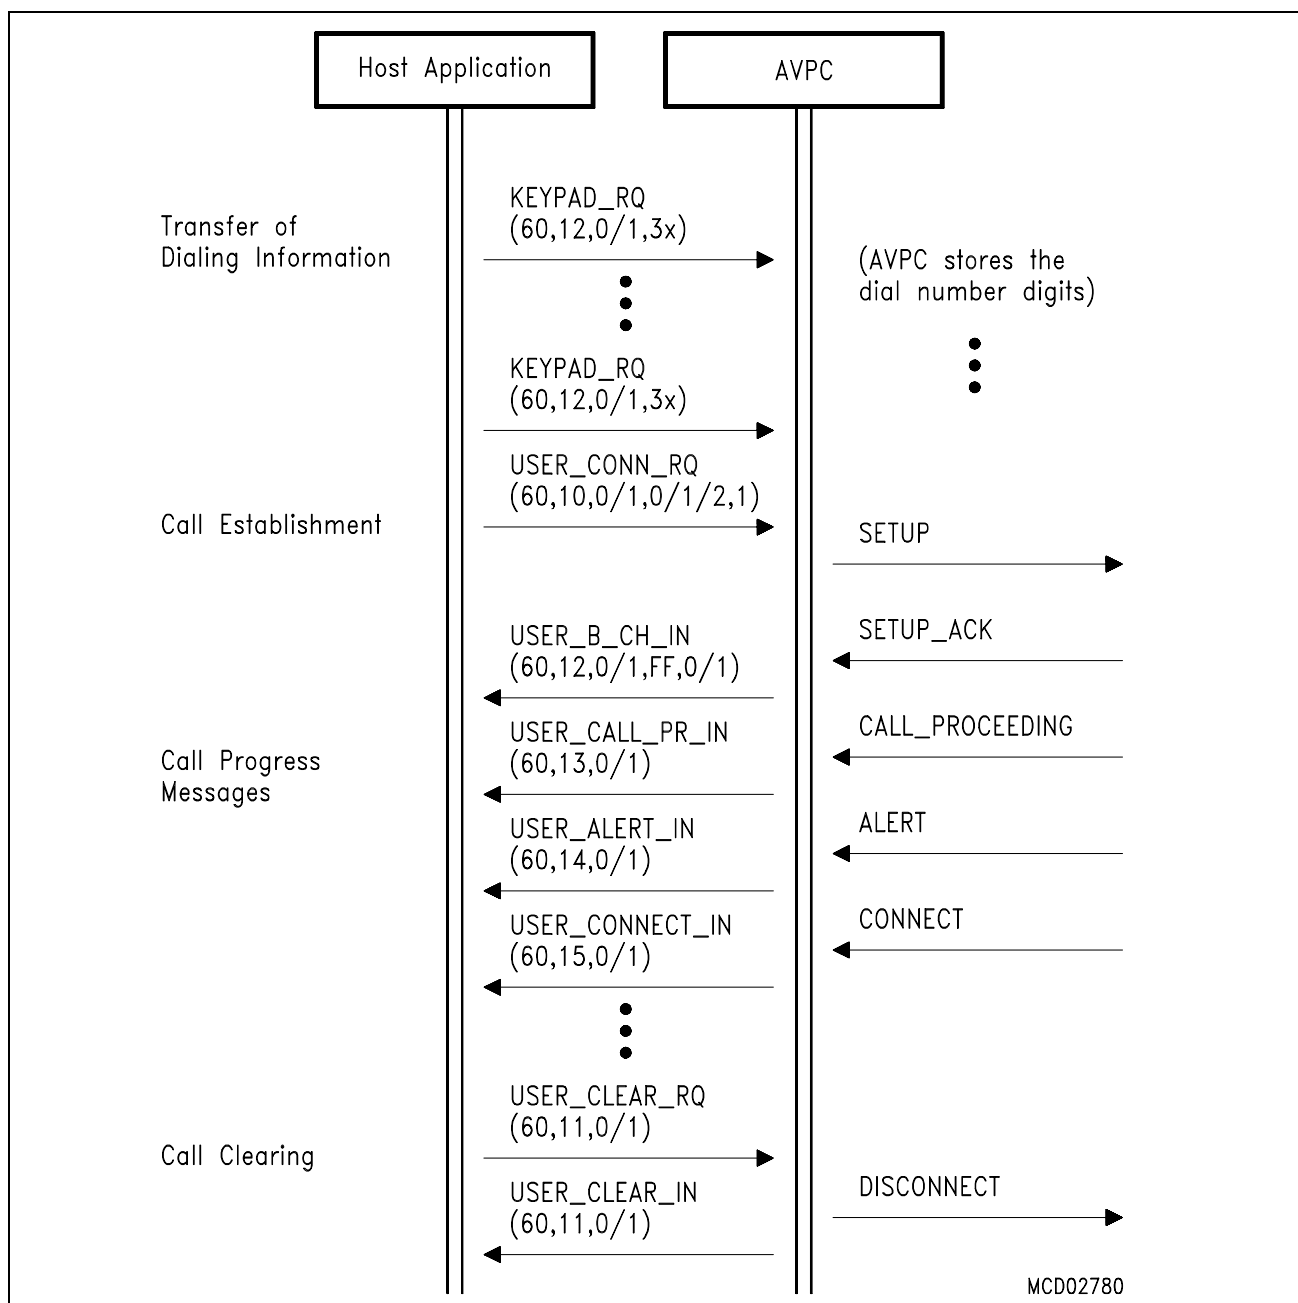 Host Application
AVPC
KEYPAD_RQ
(60,12,0/1,3x)
Transfer of
Dialing Information
(AVPC stores the
dial number digits)
KEYPAD_RQ
(60,12,0/1,3x)
USER_CONN_RQ
(60,10,0/1,0/1/2,1)
Call Establishment
SETUP
SETUP_ACK
USER_B_CH_IN
(60,12,0/1,FF,0/1)
CALL_PROCEEDING
USER_CALL_PR_IN
(60,13,0/1)
Call Progress
Messages
ALERT
USER_ALERT_IN
(60,14,0/1)
CONNECT
USER_CONNECT_IN
(60,15,0/1)
USER_CLEAR_RQ
(60,11,0/1)
Call Clearing
DISCONNECT
USER_CLEAR_IN
(60,11,0/1)
MCD02780